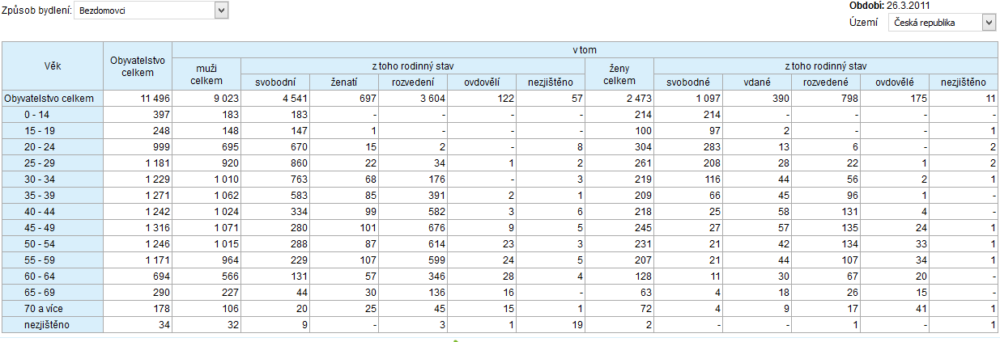 Způsob bydlení: Bezdomovci
Období: 26.3.2011
Území Česká republika
Věk Obyvatelstvo celkem v tom
muži celkem z toho rodinný stav ženy celkem z toho rodinný stav
svobodní ženatí rozvedení ovdovělí nezjištěno svobodné vdané rozvedené ovdovělé nezjištěno
Obyvatelstvo celkem 11 496 9 023 4 541 697 3 604 122 57 2 473 1 097 390 798 175 11
0 - 14 397 183 183 - - - - 214 214 - - - -
15 - 19 248 148 147 1 - - - 100 97 2 - - 1
20 - 24 999 695 670 15 2 - 8 304 283 13 6 - 2
25 - 29 1 181 920 860 22 34 1 2 261 208 28 22 1 2
30 - 34 1 229 1 010 763 68 176 - 3 219 116 44 56 2 1
35 - 39 1 271 1 062 583 85 391 2 1 209 66 45 96 1 -
40 - 44 1 242 1 024 334 99 582 3 6 218 25 58 131 4 -
45 - 49 1 316 1 071 280 101 676 9 5 245 27 57 135 24 1
50 - 54 1 246 1 015 288 87 614 23 3 231 21 42 134 33 1
55 - 59 1 171 964 229 107 599 24 5 207 21 44 107 34 1
60 - 64 694 566 131 57 346 28 4 128 11 30 67 20 -
65 - 69 290 227 44 30 136 16 - 63 4 18 26 15 -
70 a více 178 106 20 25 45 15 1 72 4 9 17 41 1
nezjištěno 34 32 9 - 3 1 19 2 - - 1 - 1